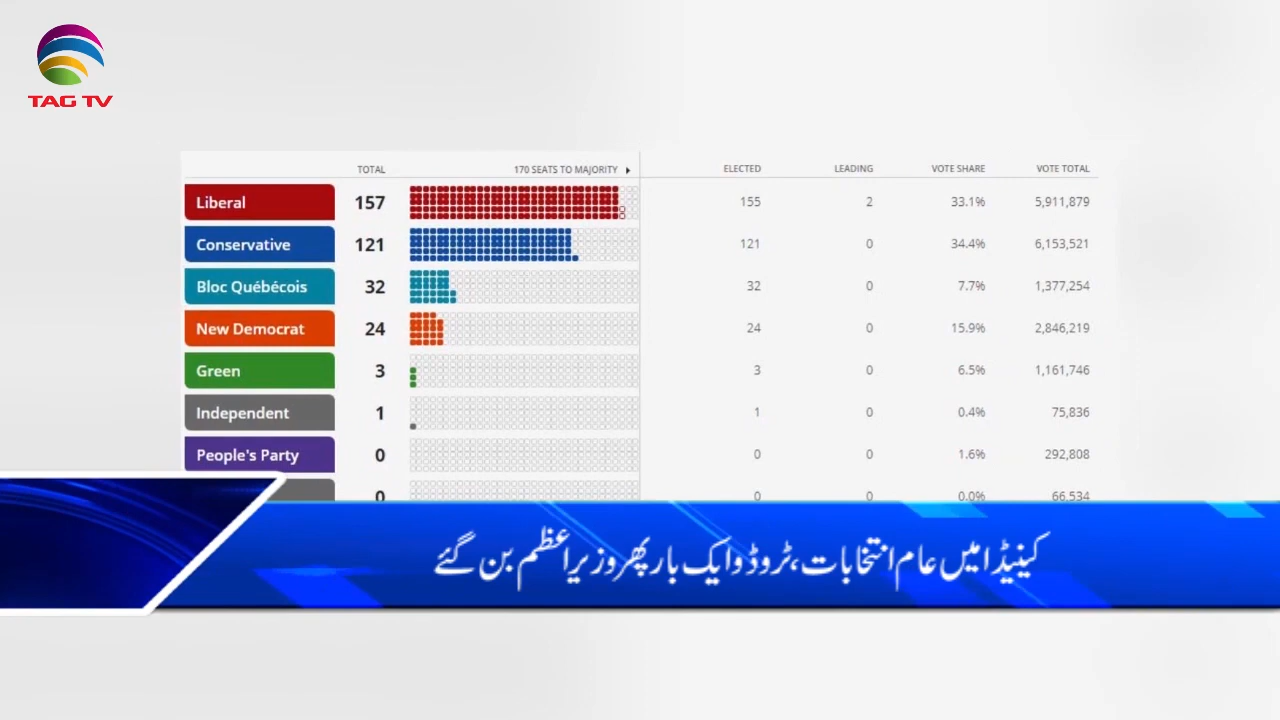 TAG TV
TOTAL 170 SEATS TO MAJORITY ELECTED LEADING VOTE SHARE VOTE TOTAL
Liberal 157 155 2 33.1% 5,911,879
Conservative 121 121 0 34.4% 6,153,521
Bloc Québécois 32 32 0 7.7% 1,377,254
New Democrat 24 24 0 15.9% 2,846,219
Green 3 3 0 6.5% 1,161,746
Independent 1 1 0 0.4% 75,836
People's Party 0 0 0 1.6% 292,808
0 0 0 0.0% 66,534
کینیڈا میں عام انتخابات، ٹروڈو ایک بار پھر وزیراعظم بن گئے